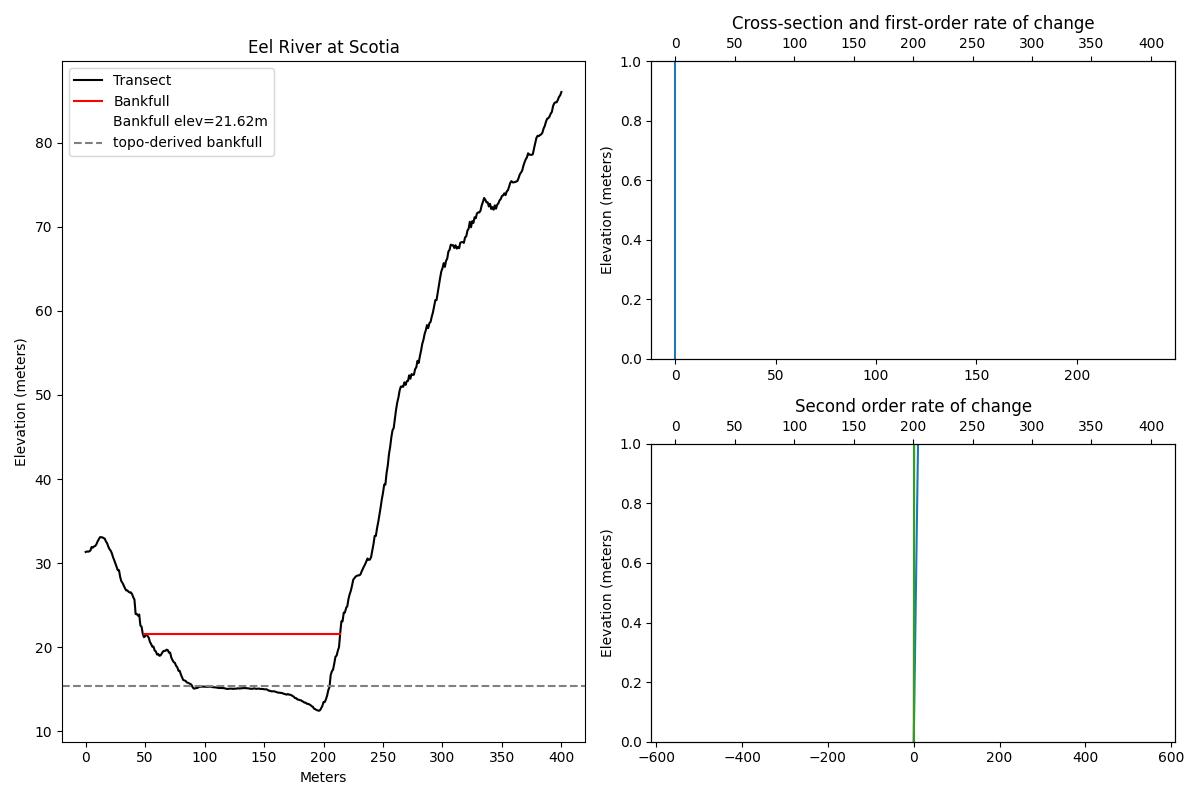 Eel River at Scotia
Transect
Bankfull
Bankfull elev=21.62m
topo-derived bankfull
Elevation (meters)
80
70
60
50
40
30
20
10
0 50 100 150 200 250 300 350 400
Meters
Cross-section and first-order rate of change
0 50 100 150 200 250 300 350 400
Elevation (meters)
1.0
0.8
0.6
0.4
0.2
0.0
0 50 100 150 200
Second order rate of change
0 50 100 150 200 250 300 350 400
Elevation (meters)
1.0
0.8
0.6
0.4
0.2
0.0
−600 −400 −200 0 200 400 600